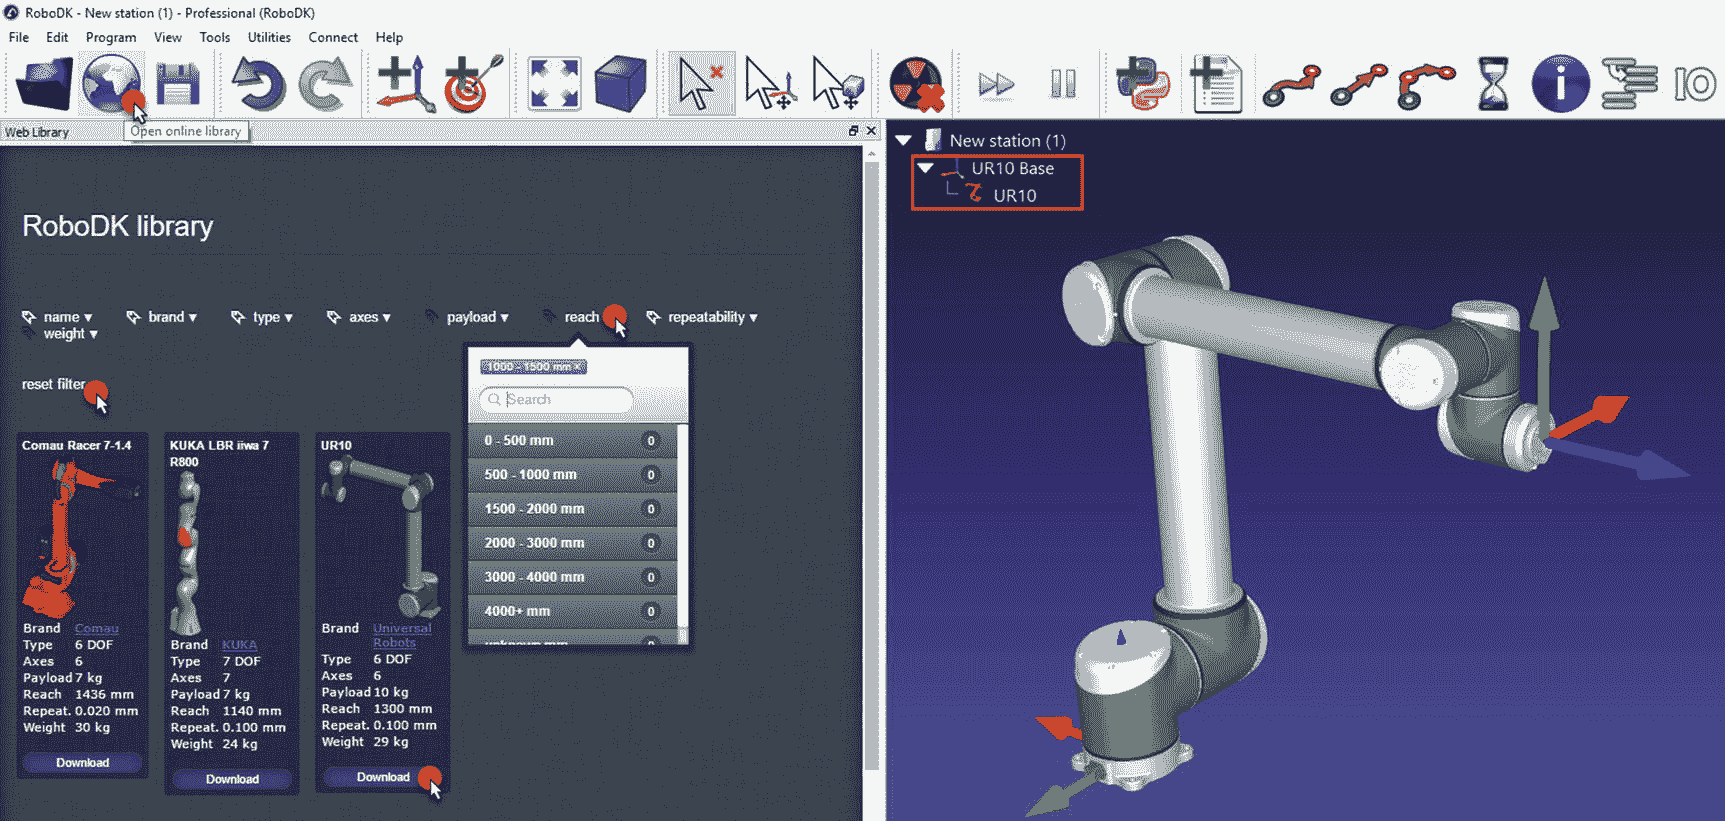 RoboDK - New station (1) - Professional (RoboDK)
File Edit Program View Tools Utilities Connect Help
IO
Web Library
Open online library
RoboDK library
name brand type axes payload reach repeatability
weight
1000 - 1500 mm x
Search
reset filter
0 - 500 mm 0
500 - 1000 mm 0
1500 - 2000 mm 0
2000 - 3000 mm 0
3000 - 4000 mm 0
4000+ mm 0
unknown mm 0
Comau Racer 7-1.4
Brand Comau
Type 6 DOF
Axes 6
Payload 7 kg
Reach 1436 mm
Repeat. 0.020 mm
Weight 30 kg
Download
KUKA LBR iiwa 7
R800
Brand KUKA
Type 7 DOF
Axes 7
Payload 7 kg
Reach 1140 mm
Repeat. 0.100 mm
Weight 24 kg
Download
UR10
Brand Universal
Robots
Type 6 DOF
Axes 6
Payload 10 kg
Reach 1300 mm
Repeat. 0.100 mm
Weight 29 kg
Download
New station (1)
UR10 Base
UR10